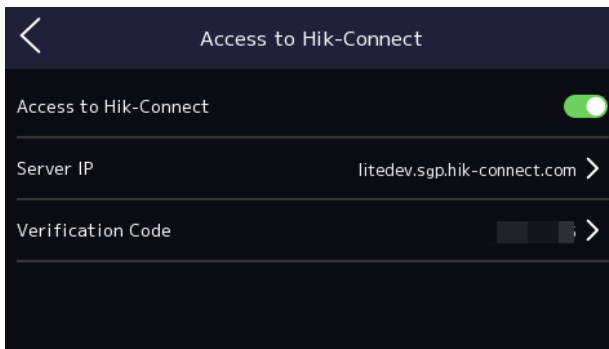 Access to Hik-Connect
Access to Hik-Connect
Server IP litedev.sgp.hik-connect.com
Verification Code